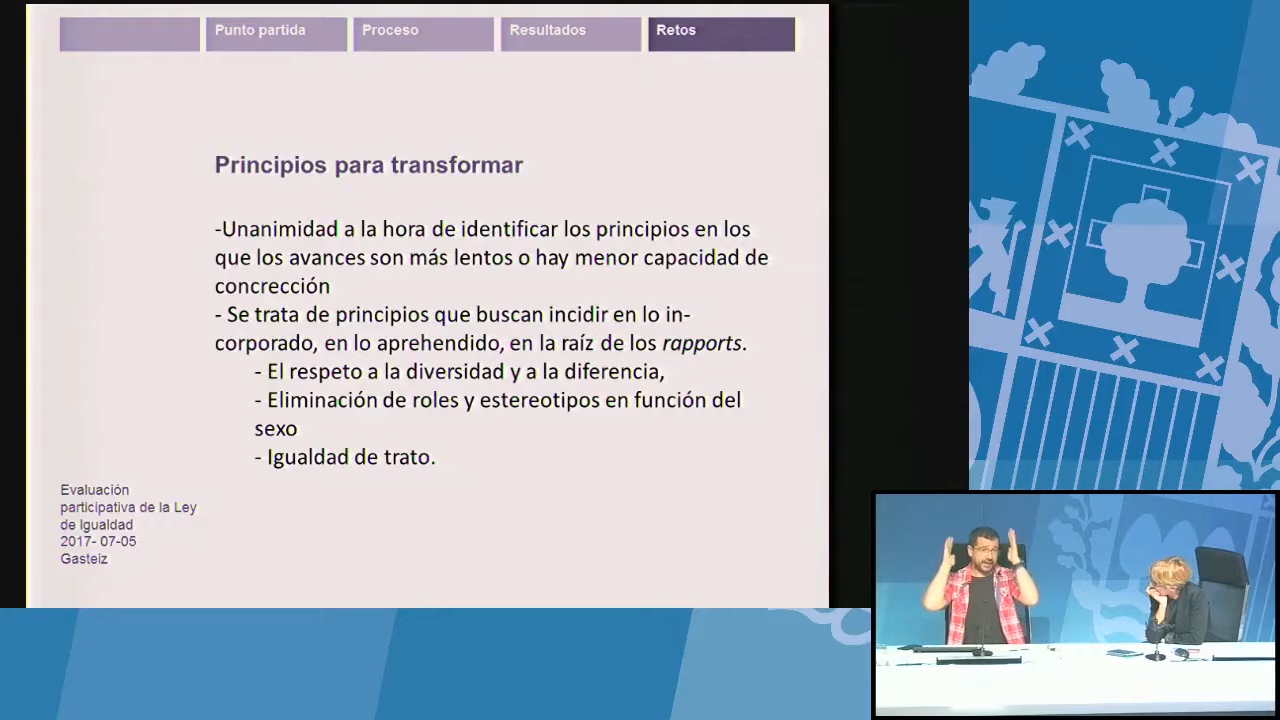 Punto partida
Proceso
Resultados
Retos
Principios para transformar
-Unanimidad a la hora de identificar los principios en los
que los avances son más lentos o hay menor capacidad de
concrección
- Se trata de principios que buscan incidir en lo in-
corporado, en lo aprehendido, en la raíz de los rapports.
- El respeto a la diversidad y a la diferencia,
- Eliminación de roles y estereotipos en función del
sexo
- Igualdad de trato.
Evaluación
participativa de la Ley
de Igualdad
2017- 07-05
Gasteiz